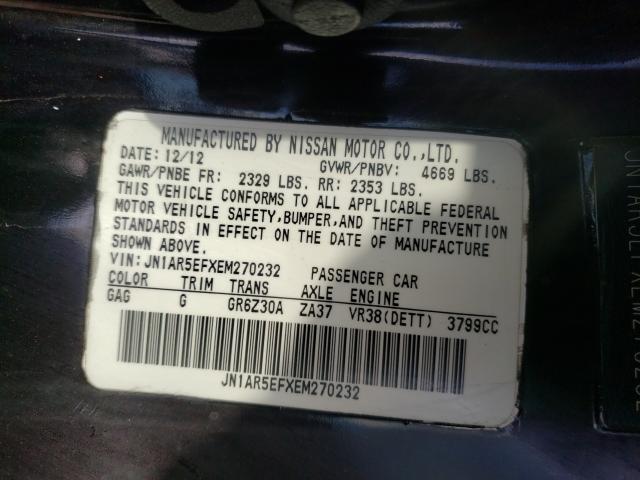 MANUFACTURED BY NISSAN MOTOR CO.,LTD.
DATE: 12/12 GVWR/PNBV: 4669 LBS.
GAWR/PNBE FR: 2329 LBS. RR: 2353 LBS.
THIS VEHICLE CONFORMS TO ALL APPLICABLE FEDERAL
MOTOR VEHICLE SAFETY,BUMPER,AND THEFT PREVENTION
STANDARDS IN EFFECT ON THE DATE OF MANUFACTURE
SHOWN ABOVE.
VIN: JN1AR5EFXEM270232 PASSENGER CAR
COLOR TRIM TRANS AXLE ENGINE
GAG G GR6Z30A ZA37 VR38(DETT) 3799CC
JN1AR5EFXEM270232